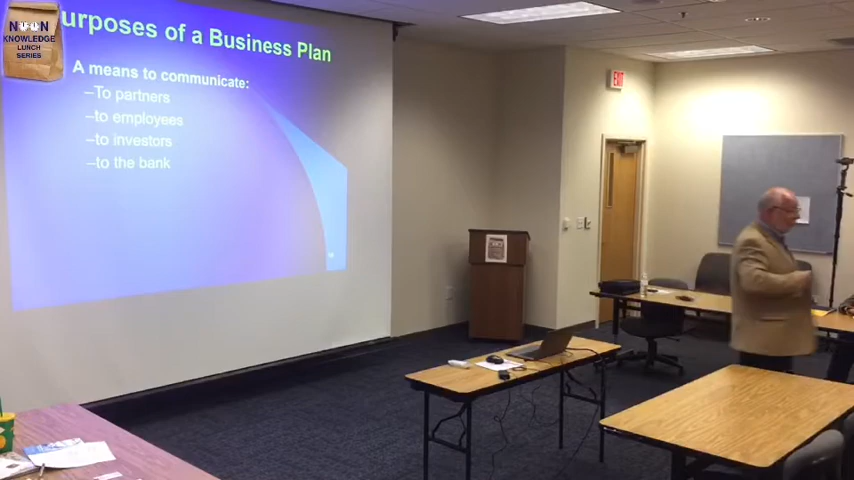 NOON
KNOWLEDGE
LUNCH
SERIES
urposes of a Business Plan
A means to communicate:
–To partners
–to employees
–to investors
–to the bank